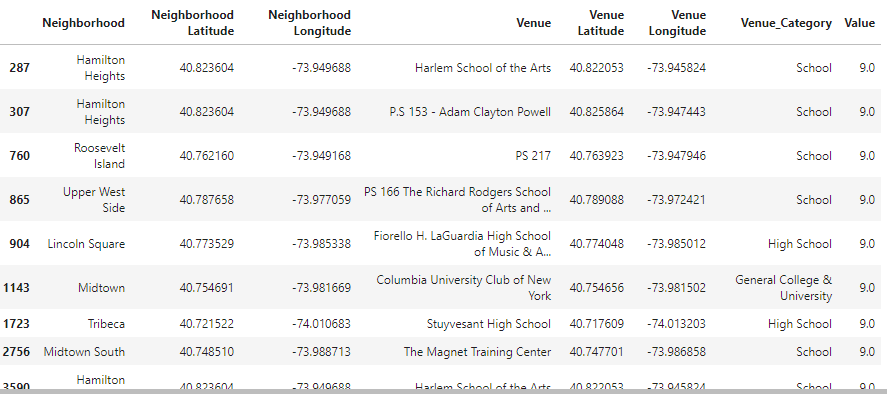 Neighborhood Neighborhood Latitude Neighborhood Longitude Venue Venue Latitude Venue Longitude Venue_Category Value
287 Hamilton Heights 40.823604 -73.949688 Harlem School of the Arts 40.822053 -73.945824 School 9.0
307 Hamilton Heights 40.823604 -73.949688 P.S 153 - Adam Clayton Powell 40.825864 -73.947443 School 9.0
760 Roosevelt Island 40.762160 -73.949168 PS 217 40.763923 -73.947946 School 9.0
865 Upper West Side 40.787658 -73.977059 PS 166 The Richard Rodgers School of Arts and ... 40.789088 -73.972421 School 9.0
904 Lincoln Square 40.773529 -73.985338 Fiorello H. LaGuardia High School of Music & A... 40.774048 -73.985012 High School 9.0
1143 Midtown 40.754691 -73.981669 Columbia University Club of New York 40.754656 -73.981502 General College & University 9.0
1723 Tribeca 40.721522 -74.010683 Stuyvesant High School 40.717609 -74.013203 High School 9.0
2756 Midtown South 40.748510 -73.988713 The Magnet Training Center 40.747701 -73.986858 School 9.0
3590 Hamilton 40.823604 -73.949688 Harlem School of the Arts 40.822053 -73.945824 School 9.0